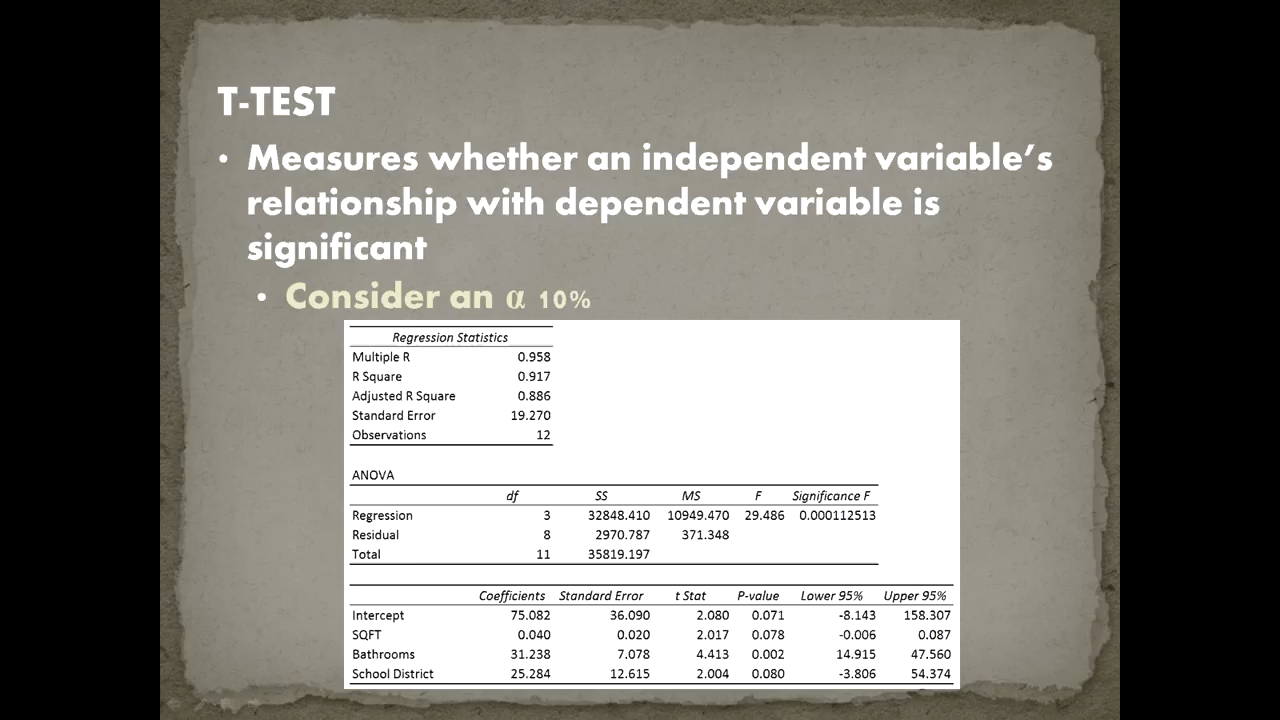 T-TEST
• Measures whether an independent variable’s
relationship with dependent variable is
significant
• Consider an α 10%
Regression Statistics
Multiple R 0.958
R Square 0.917
Adjusted R Square 0.886
Standard Error 19.270
Observations 12
ANOVA
df SS MS F Significance F
Regression 3 32848.410 10949.470 29.486 0.000112513
Residual 8 2970.787 371.348
Total 11 35819.197
Coefficients Standard Error t Stat P-value Lower 95% Upper 95%
Intercept 75.082 36.090 2.080 0.071 -8.143 158.307
SQFT 0.040 0.020 2.017 0.078 -0.006 0.087
Bathrooms 31.238 7.078 4.413 0.002 14.915 47.560
School District 25.284 12.615 2.004 0.080 -3.806 54.374